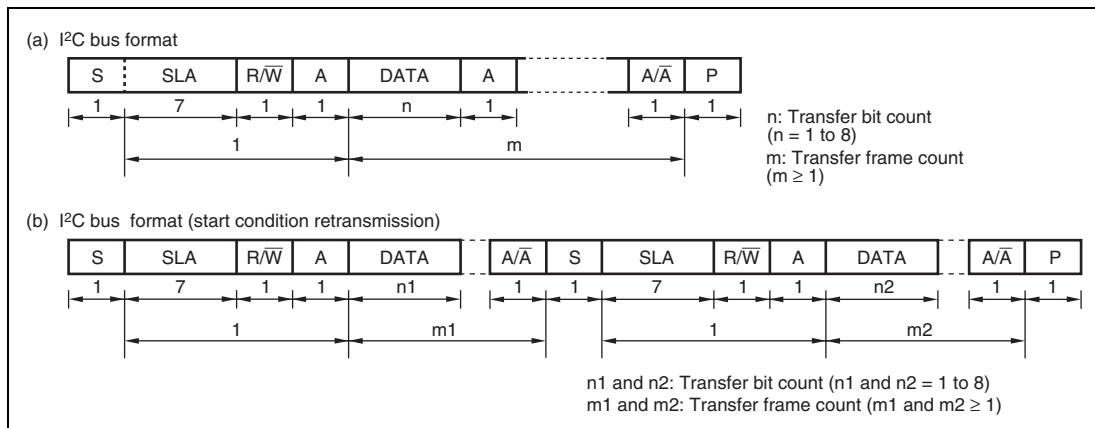 (a) I²C bus format
S SLA R/W̅ A DATA A A/A̅ P
1 7 1 1 n 1 1 1
1 m
n: Transfer bit count
(n = 1 to 8)
m: Transfer frame count
(m ≥ 1)
(b) I²C bus format (start condition retransmission)
S SLA R/W̅ A DATA A/A̅ S SLA R/W̅ A DATA A/A̅ P
1 7 1 1 n1 1 1 7 1 1 n2 1 1
1 m1 1 m2
n1 and n2: Transfer bit count (n1 and n2 = 1 to 8)
m1 and m2: Transfer frame count (m1 and m2 ≥ 1)